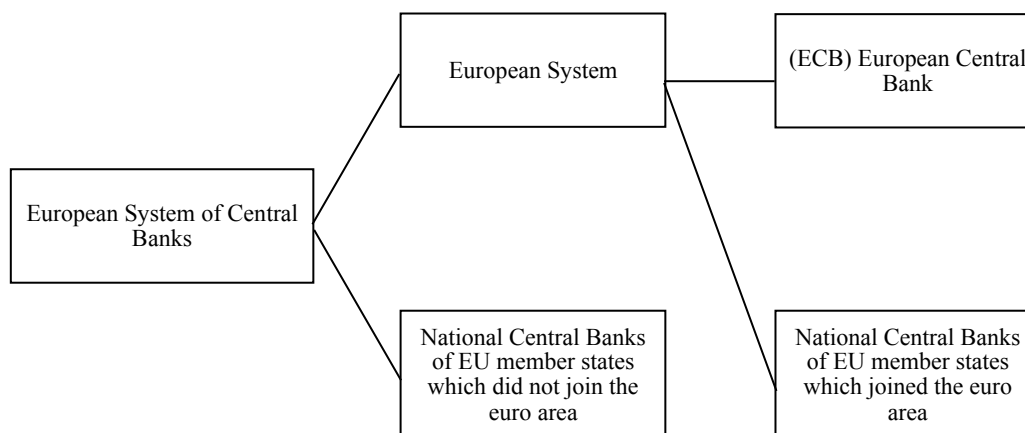 European System
(ECB) European Central
Bank
European System of Central
Banks
National Central Banks
of EU member states
which did not join the
euro area
National Central Banks
of EU member states
which joined the euro
area